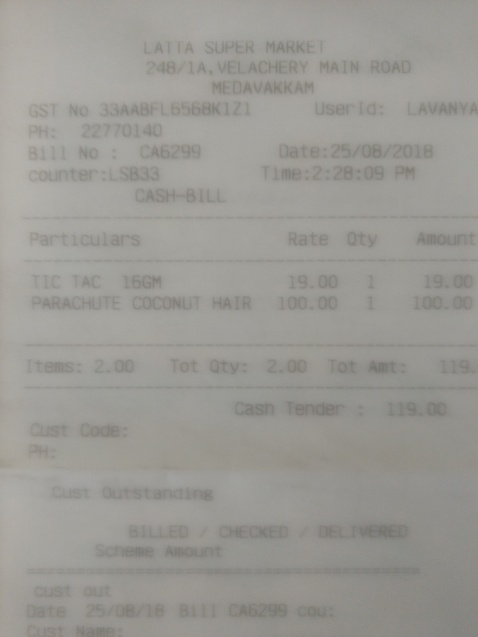 LATTA SUPER MARKET
248/1A,VELACHERY MAIN ROAD
MEDAVAKKAM
GST No 33AABFL6568K1Z1 UserId: LAVANYA
PH: 22770140
Bill No : CA6299 Date:25/08/2018
counter:LSB33 Time:2:28:09 PM
CASH-BILL
Particulars Rate Qty Amount
TIC TAC 16GM 19.00 1 19.00
PARACHUTE COCONUT HAIR 100.00 1 100.00
Items: 2.00 Tot Qty: 2.00 Tot Amt: 119.
Cash Tender : 119.00
Cust Code:
PH:
Cust Outstanding
BILLED / CHECKED / DELIVERED
Scheme Amount
cust out
Date 25/08/18 Bill CA6299 cou:
Cust Name: